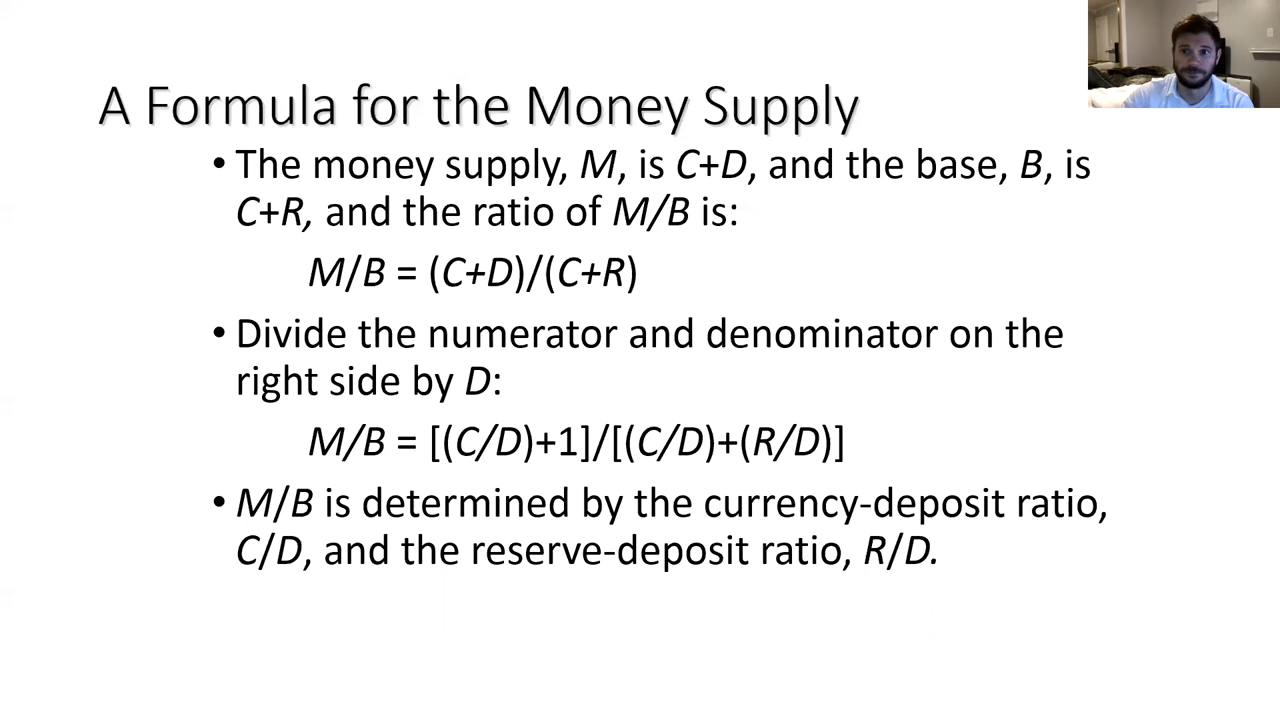 A Formula for the Money Supply
• The money supply, M, is C+D, and the base, B, is
C+R, and the ratio of M/B is:
M/B = (C+D)/(C+R)
• Divide the numerator and denominator on the
right side by D:
M/B = [(C/D)+1]/[(C/D)+(R/D)]
• M/B is determined by the currency-deposit ratio,
C/D, and the reserve-deposit ratio, R/D.